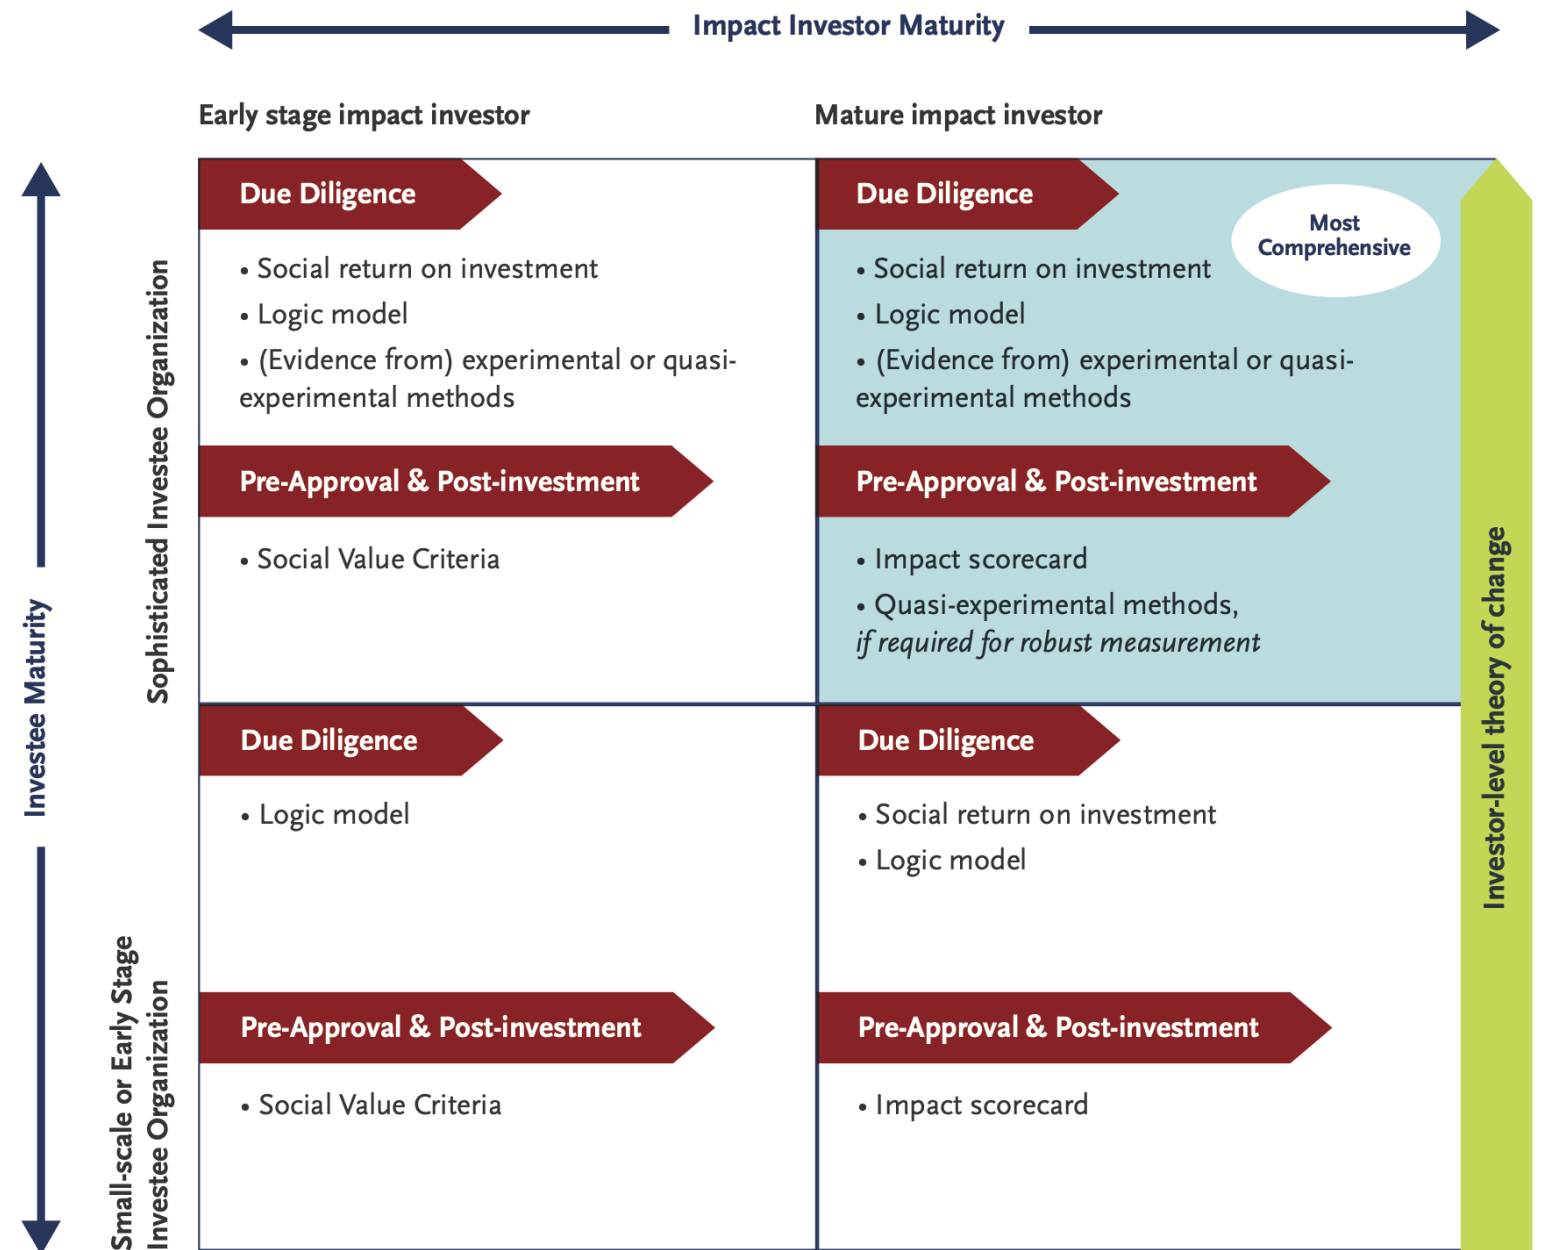 Impact Investor Maturity
Early stage impact investor
Mature impact investor
Investee Maturity
Sophisticated Investee Organization
Due Diligence
• Social return on investment
• Logic model
• (Evidence from) experimental or quasi-
experimental methods
Pre-Approval & Post-investment
• Social Value Criteria
Due Diligence
Most
Comprehensive
• Social return on investment
• Logic model
• (Evidence from) experimental or quasi-
experimental methods
Pre-Approval & Post-investment
• Impact scorecard
• Quasi-experimental methods,
if required for robust measurement
Small-scale or Early Stage
Investee Organization
Due Diligence
• Logic model
Pre-Approval & Post-investment
• Social Value Criteria
Due Diligence
• Social return on investment
• Logic model
Pre-Approval & Post-investment
• Impact scorecard
Investor-level theory of change